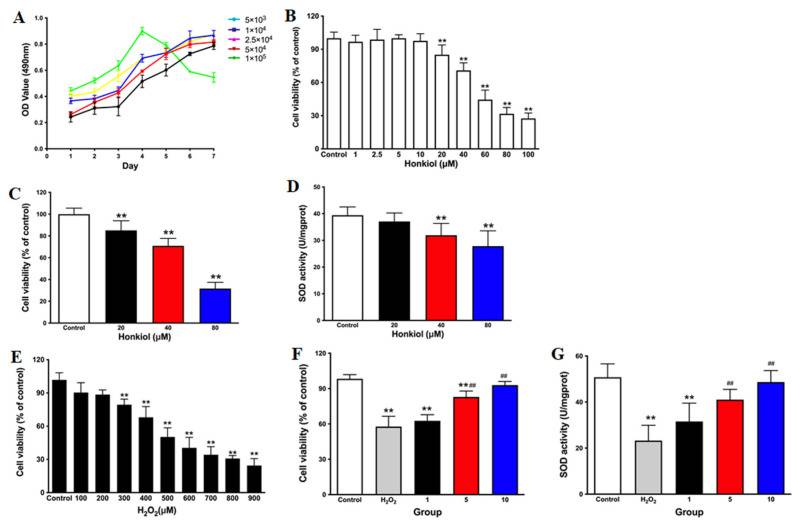 A
OD Value (490nm)
1.0
0.8
0.6
0.4
0.2
0.0
0 1 2 3 4 5 6 7
Day
5×10³
1×10⁴
2.5×10⁴
5×10⁴
1×10⁵
B
Cell viability (% of control)
120
100
75
50
25
0
** ** ** ** **
Control 1 2.5 5 10 20 40 60 80 100
Honkiol (μM)
C
Cell viability (% of control)
120
100
80
60
40
20
0
** ** **
Control 20 40 80
Honkiol (μM)
D
SOD activity (U/mgprot)
50
40
30
20
10
0
** **
Control 20 40 80
Honkiol (μM)
E
Cell viability (% of control)
120
90
60
30
0
** ** ** ** ** ** **
Control 100 200 300 400 500 600 700 800 900
H₂O₂(μM)
F
Cell viability (% of control)
120
90
60
30
0
** ** **## ##
Control H₂O₂ 1 5 10
Group
G
SOD activity (U/mgprot)
60
40
20
0
** ** ## ##
Control H₂O₂ 1 5 10
Group